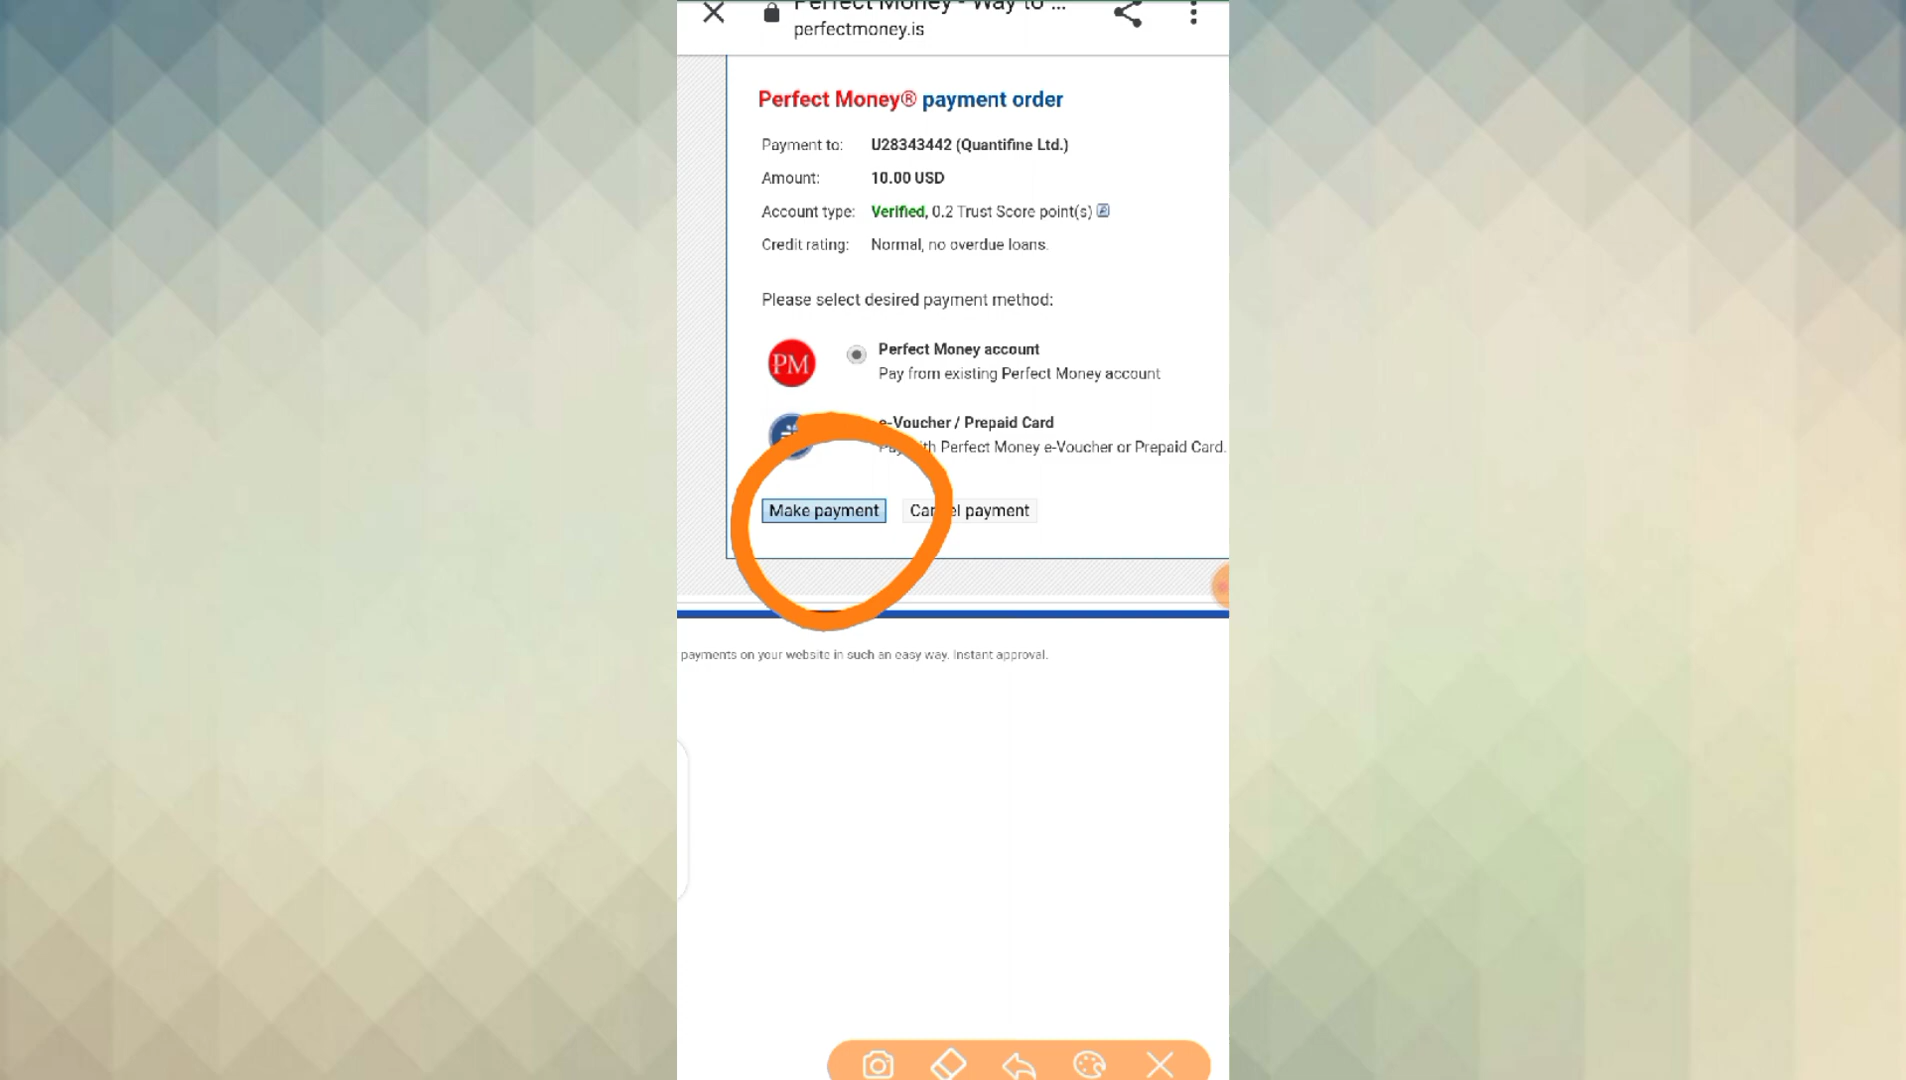 Perfect Money - Way to ...
perfectmoney.is
Perfect Money® payment order
Payment to: U28343442 (Quantifine Ltd.)
Amount: 10.00 USD
Account type: Verified, 0.2 Trust Score point(s)
Credit rating: Normal, no overdue loans.
Please select desired payment method:
PM
Perfect Money account
Pay from existing Perfect Money account
e-Voucher / Prepaid Card
Pay with Perfect Money e-Voucher or Prepaid Card.
Make payment
Cancel payment
payments on your website in such an easy way. Instant approval.